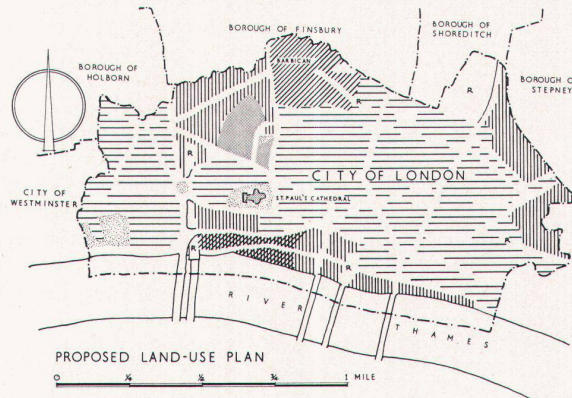 BOROUGH OF FINSBURY
BOROUGH OF
SHOREDITCH
BOROUGH OF
HOLBORN
BARBICAN
BOROUGH OF
STEPNEY
R
R
R
CITY OF LONDON
CITY OF
WESTMINSTER
ST. PAUL'S CATHEDRAL
R
R
R
RIVER
THAMES
PROPOSED LAND-USE PLAN
0 ¼ ½ ¾ 1 MILE